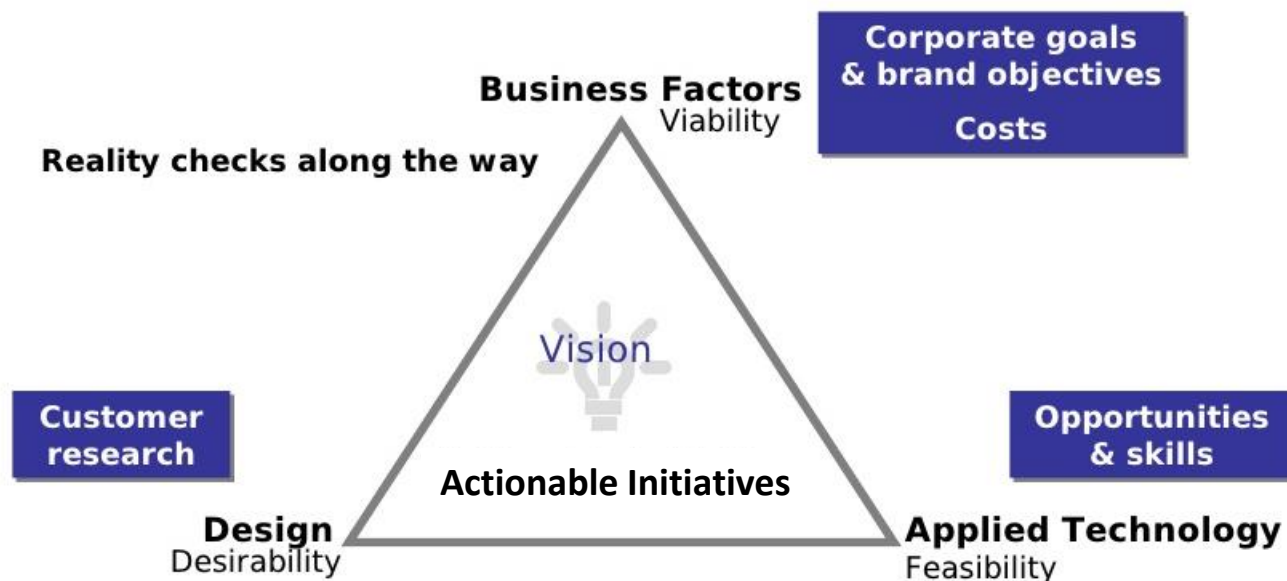 Corporate goals
& brand objectives
Costs
Business Factors
Viability
Reality checks along the way
Vision
Customer
research
Opportunities
& skills
Actionable Initiatives
Design
Desirability
Applied Technology
Feasibility